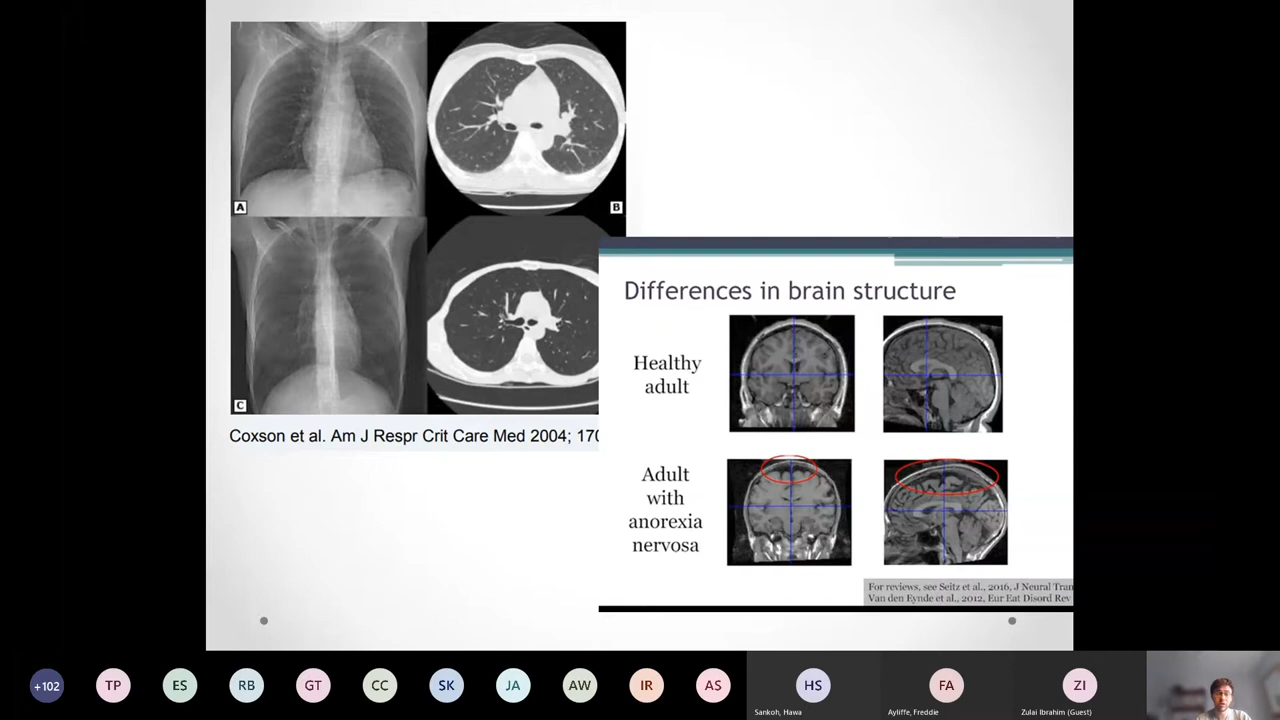 A
B
C
Coxson et al. Am J Respr Crit Care Med 2004; 170
Differences in brain structure
Healthy
adult
Adult
with
anorexia
nervosa
For reviews, see Seitz et al., 2016, J Neural Tran
Van den Eynde et al., 2012, Eur Eat Disord Rev
+102
TP
ES
RB
GT
CC
SK
JA
AW
IR
AS
HS
FA
ZI
Sankoh, Hawa
Ayliffe, Freddie
Zulai Ibrahim (Guest)